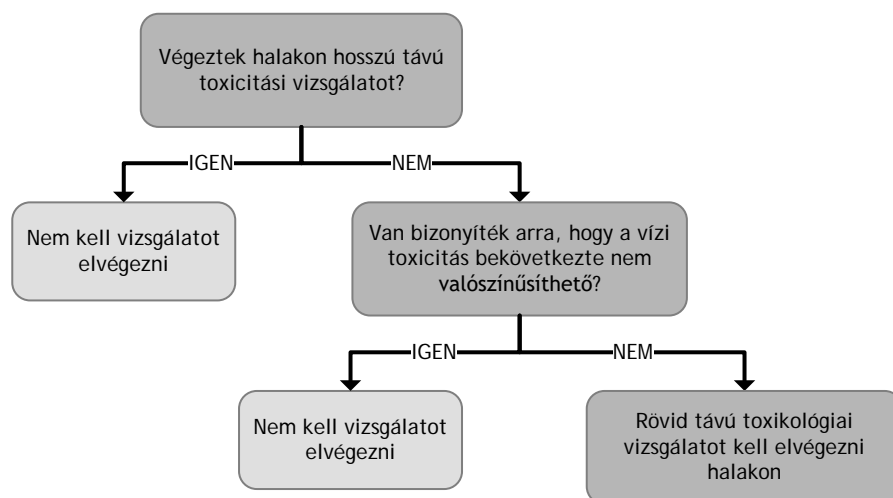 Végeztek halakon hosszú távú
toxicitási vizsgálatot?
IGEN
NEM
Nem kell vizsgálatot
elvégezni
Van bizonyíték arra, hogy a vízi
toxicitás bekövetkezte nem
valószínűsíthető?
IGEN
NEM
Nem kell vizsgálatot
elvégezni
Rövid távú toxikológiai
vizsgálatot kell elvégezni
halakon